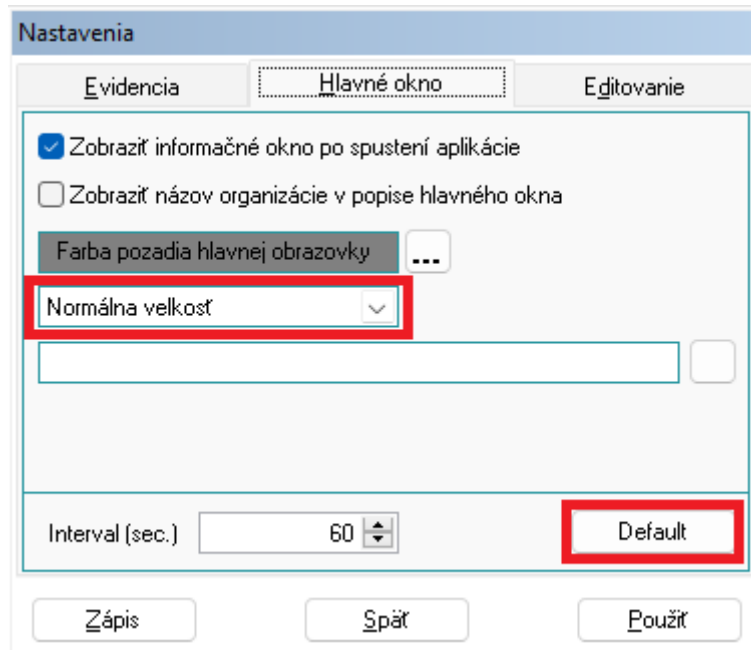 Nastavenia
Evidencia Hlavné okno Editovanie
Zobraziť informačné okno po spustení aplikácie
Zobraziť názov organizácie v popise hlavného okna
Farba pozadia hlavnej obrazovky ...
Normálna velkosť
Interval (sec.) 60 Default
Zápis Späť Použiť